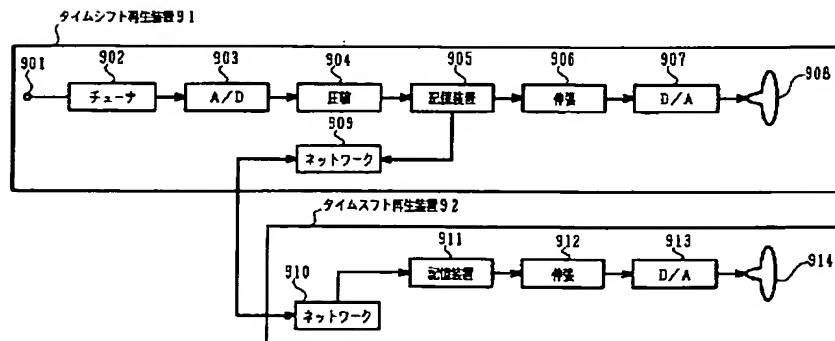 タイムシフト再生装置91
901
902
903
904
905
906
907
908
チューナ
A/D
圧縮
記憶装置
伸張
D/A
909
ネットワーク
タイムスフト再生装置92
910
911
912
913
914
記憶装置
伸張
D/A
ネットワーク